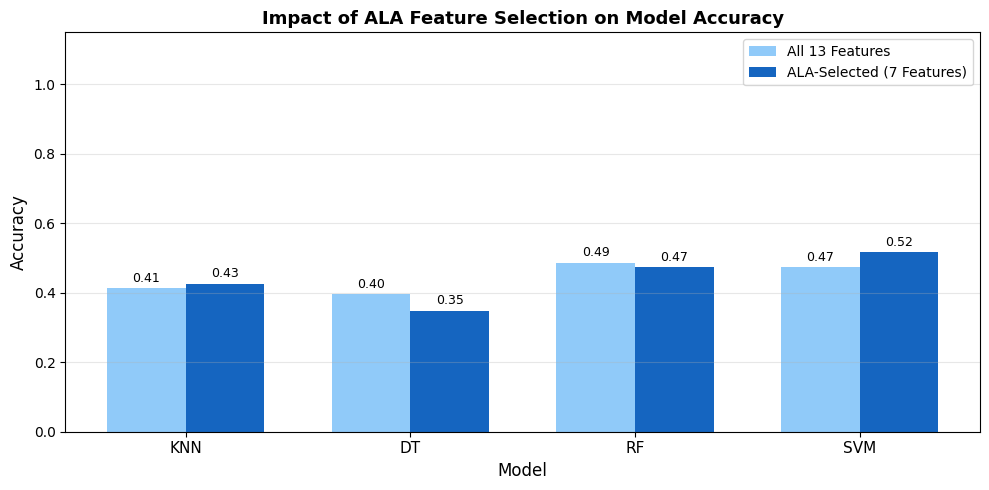 Impact of ALA Feature Selection on Model Accuracy
All 13 Features
ALA-Selected (7 Features)
Accuracy
1.0
0.8
0.6
0.4
0.2
0.0
0.41
0.43
0.40
0.35
0.49
0.47
0.47
0.52
KNN
DT
RF
SVM
Model